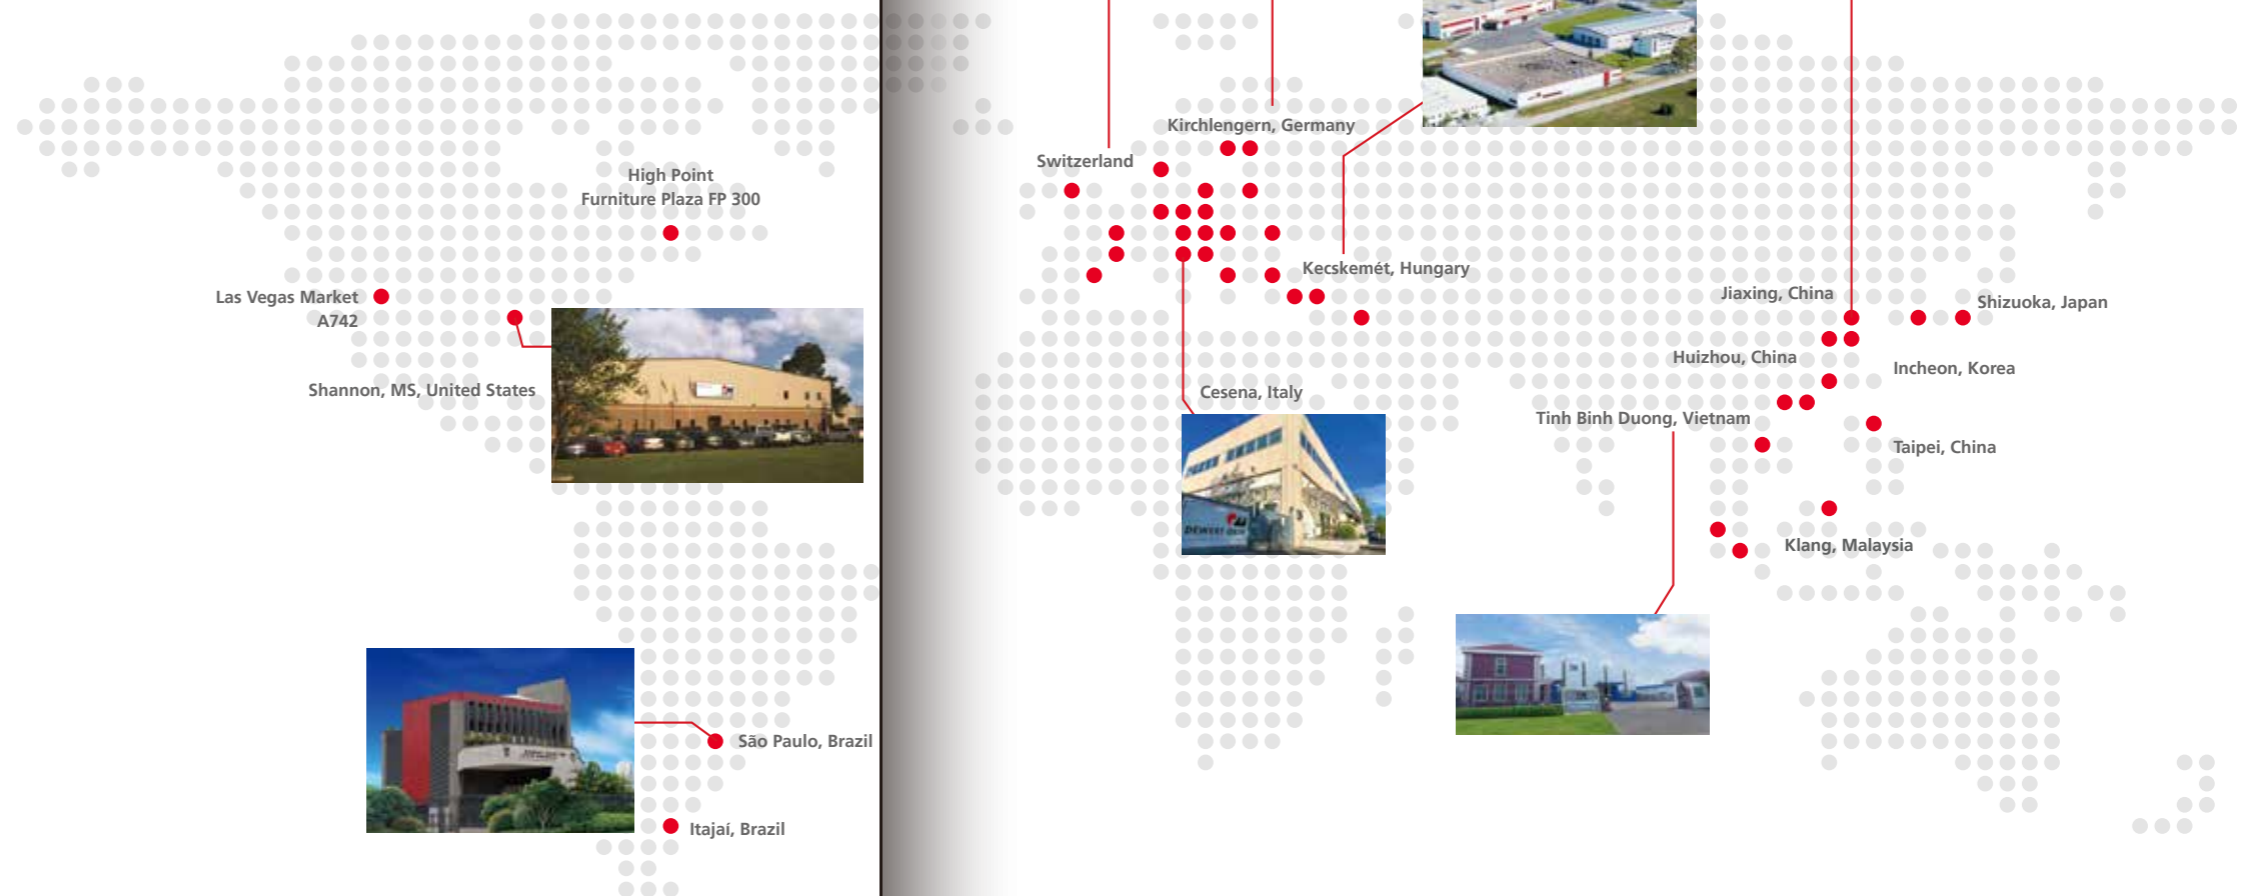 High Point
Furniture Plaza FP 300
Las Vegas Market
A742
Shannon, MS, United States
São Paulo, Brazil
Itajaí, Brazil
Kirchlengern, Germany
Switzerland
Kecskemét, Hungary
Cesena, Italy
Jiaxing, China
Shizuoka, Japan
Huizhou, China
Incheon, Korea
Tinh Binh Duong, Vietnam
Taipei, China
Klang, Malaysia
DEWERT OKIN